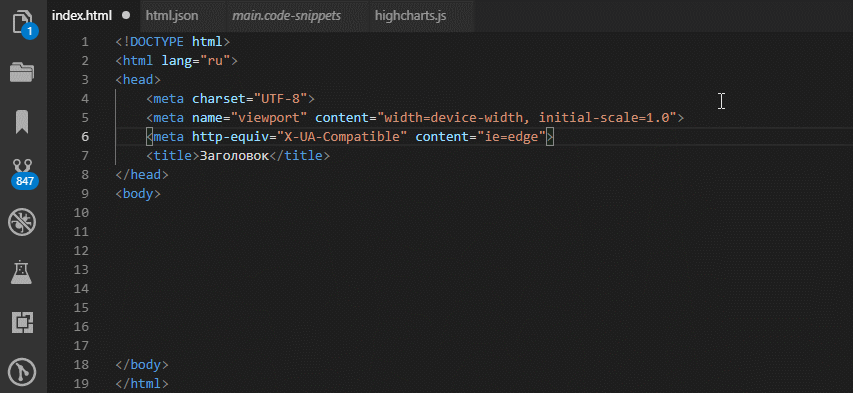 index.html
html.json
main.code-snippets
highcharts.js
1
847
1 <!DOCTYPE html>
2 <html lang="ru">
3 <head>
4 <meta charset="UTF-8">
5 <meta name="viewport" content="width=device-width, initial-scale=1.0">
6 <meta http-equiv="X-UA-Compatible" content="ie=edge">
7 <title>Заголовок</title>
8 </head>
9 <body>
10
11
12
13
14
15
16
17
18 </body>
19 </html>